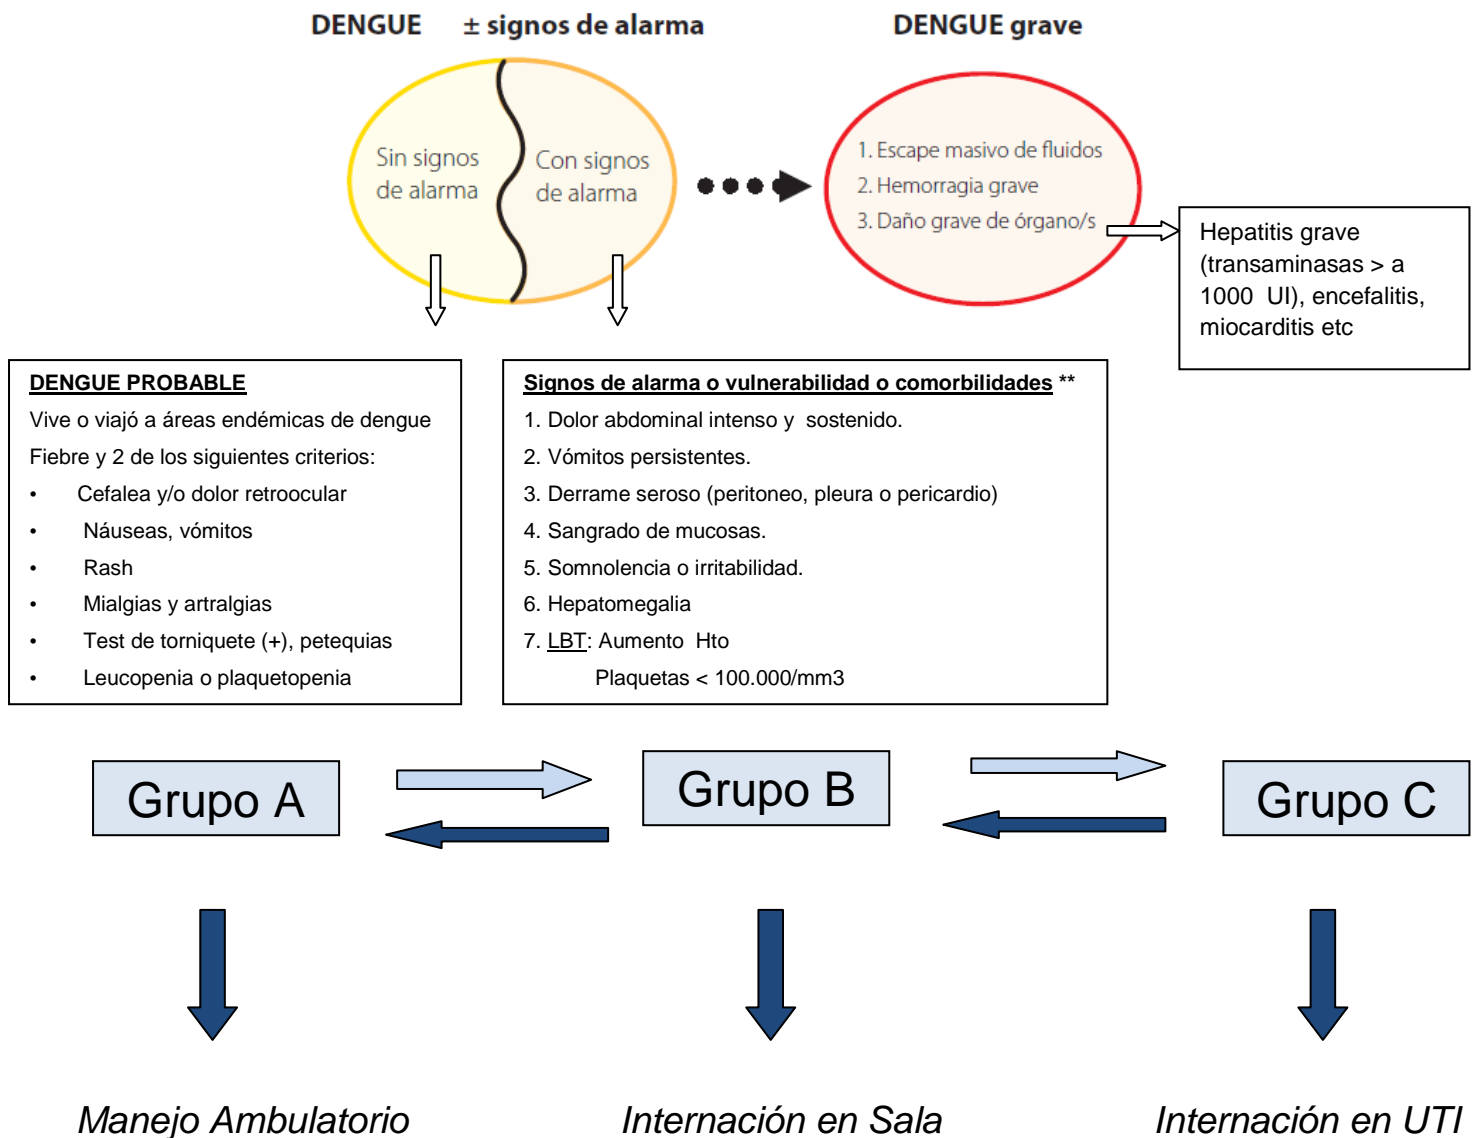 DENGUE ± signos de alarma
DENGUE grave
Sin signos
de alarma
Con signos
de alarma
1. Escape masivo de fluidos
2. Hemorragia grave
3. Daño grave de órgano/s
Hepatitis grave
(transaminasas > a
1000 UI), encefalitis,
miocarditis etc
DENGUE PROBABLE
Vive o viajó a áreas endémicas de dengue
Fiebre y 2 de los siguientes criterios:
• Cefalea y/o dolor retroocular
• Náuseas, vómitos
• Rash
• Mialgias y artralgias
• Test de torniquete (+), petequias
• Leucopenia o plaquetopenia
Signos de alarma o vulnerabilidad o comorbilidades **
1. Dolor abdominal intenso y sostenido.
2. Vómitos persistentes.
3. Derrame seroso (peritoneo, pleura o pericardio)
4. Sangrado de mucosas.
5. Somnolencia o irritabilidad.
6. Hepatomegalia
7. LBT: Aumento Hto
Plaquetas < 100.000/mm3
Grupo A
Grupo B
Grupo C
Manejo Ambulatorio
Internación en Sala
Internación en UTI